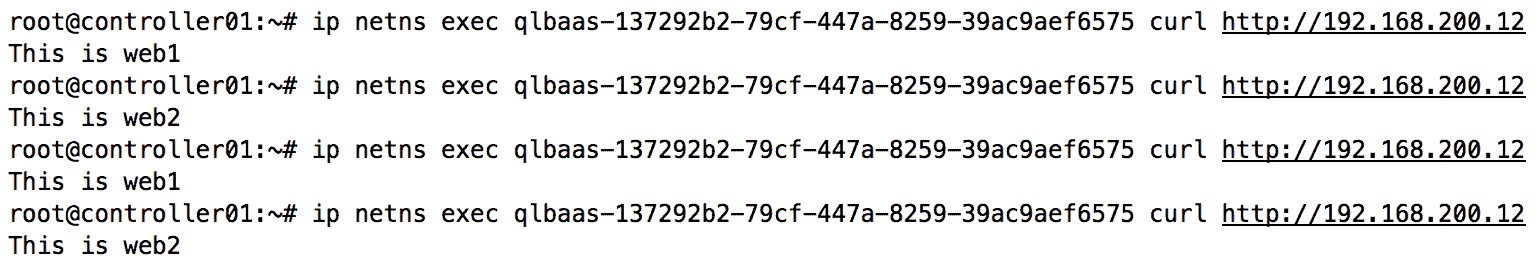 root@controller01:~# ip netns exec qlbaas-137292b2-79cf-447a-8259-39ac9aef6575 curl http://192.168.200.12
This is web1
root@controller01:~# ip netns exec qlbaas-137292b2-79cf-447a-8259-39ac9aef6575 curl http://192.168.200.12
This is web2
root@controller01:~# ip netns exec qlbaas-137292b2-79cf-447a-8259-39ac9aef6575 curl http://192.168.200.12
This is web1
root@controller01:~# ip netns exec qlbaas-137292b2-79cf-447a-8259-39ac9aef6575 curl http://192.168.200.12
This is web2